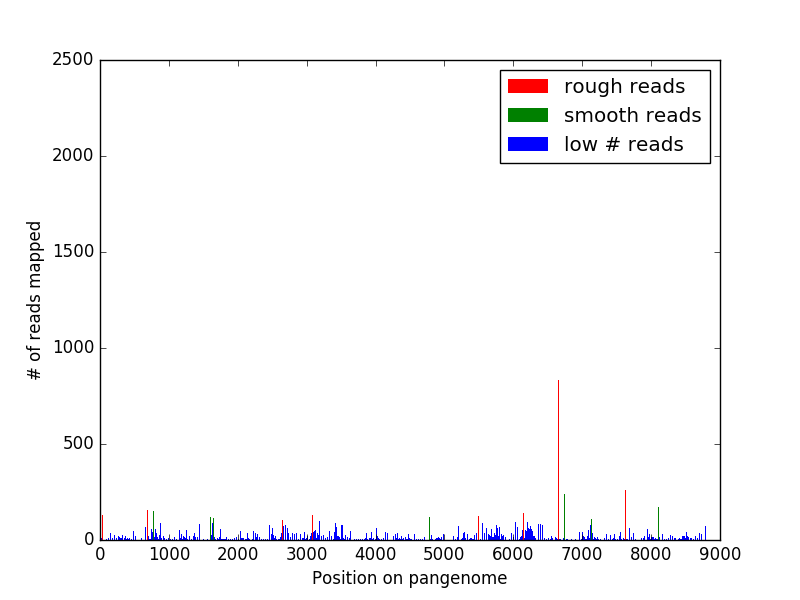 2500
2000
1500
1000
500
0
# of reads mapped
rough reads
smooth reads
low # reads
0 1000 2000 3000 4000 5000 6000 7000 8000 9000
Position on pangenome